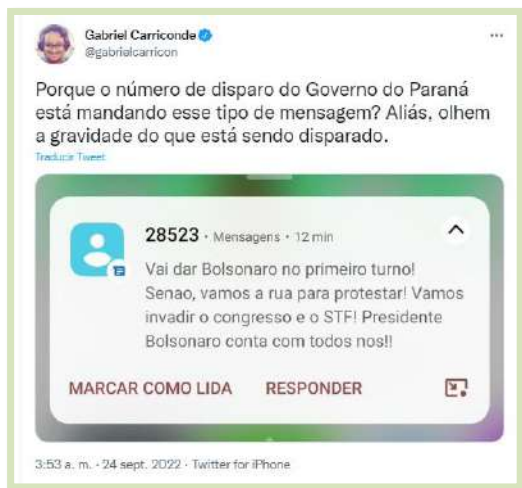 Gabriel Carriconde
@gabrielcarricon
Porque o número de disparo do Governo do Paraná
está mandando esse tipo de mensagem? Aliás, olhem
a gravidade do que está sendo disparado.
Traducir Tweet
28523 · Mensagens · 12 min
Vai dar Bolsonaro no primeiro turno!
Senao, vamos a rua para protestar! Vamos
invadir o congresso e o STF! Presidente
Bolsonaro conta com todos nos!!
MARCAR COMO LIDA RESPONDER
3:53 a. m. · 24 sept. 2022 · Twitter for iPhone